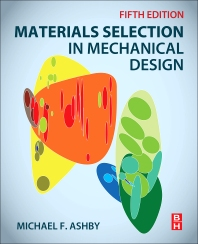 FIFTH EDITION
MATERIALS SELECTION
IN MECHANICAL
DESIGN
MICHAEL F. ASHBY
B H